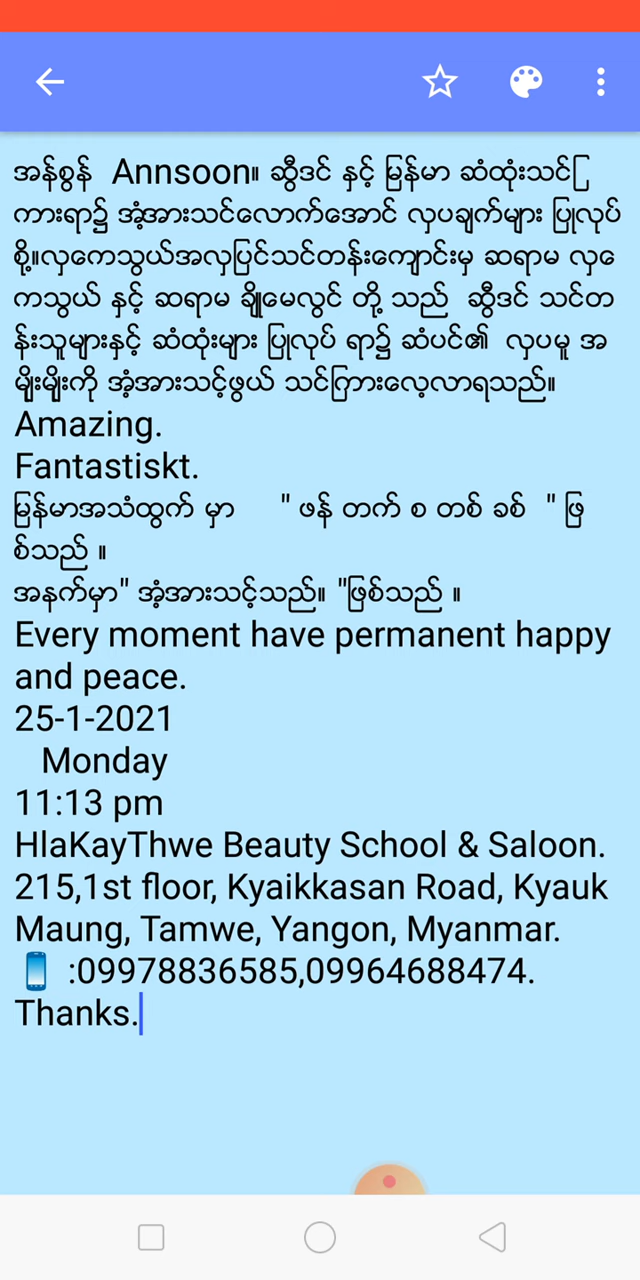 အန်စွန်  Annsoon။ ဆွီဒင် နှင့် မြန်မာ ဆံထုံးသင်ကြ
ကားရာ၌ အံ့အားသင်လောက်အောင် လှပချက်များ ပြုလုပ်
စို့။လှကေသွယ်အလှပြင်သင်တန်းကျောင်းမှ ဆရာမ လှေ
ကသွယ် နှင့် ဆရာမ ချိုမေလွင် တို့ သည်  ဆွီဒင် သင်တ
န်းသူများနှင့် ဆံထုံးများ ပြုလုပ် ရာ၌ ဆံပင်၏  လှပမှု အ
မျိုးမျိုးကို အံ့အားသင့်ဖွယ် သင်ကြားလေ့လာရသည်။
Amazing.
Fantastiskt.
မြန်မာအသံထွက် မှာ    " ဖန် တက် စ တစ် ခစ်  " ဖြ
စ်သည် ။
အနက်မှာ" အံ့အားသင့်သည်။ "ဖြစ်သည် ။
Every moment have permanent happy
and peace.
25-1-2021
Monday
11:13 pm
HlaKayThwe Beauty School & Saloon.
215,1st floor, Kyaikkasan Road, Kyauk
Maung, Tamwe, Yangon, Myanmar.
📱 :09978836585,09964688474.
Thanks.